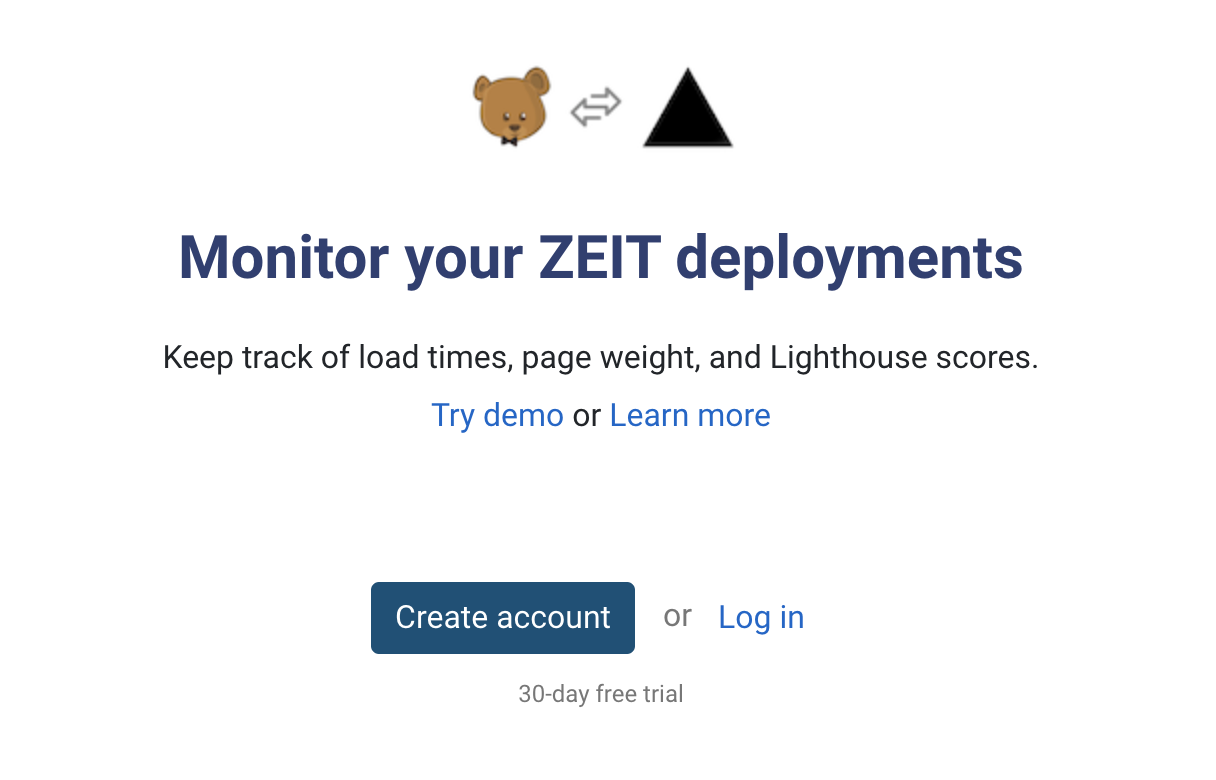 Monitor your ZEIT deployments
Keep track of load times, page weight, and Lighthouse scores.
Try demo or Learn more
Create account or Log in
30-day free trial